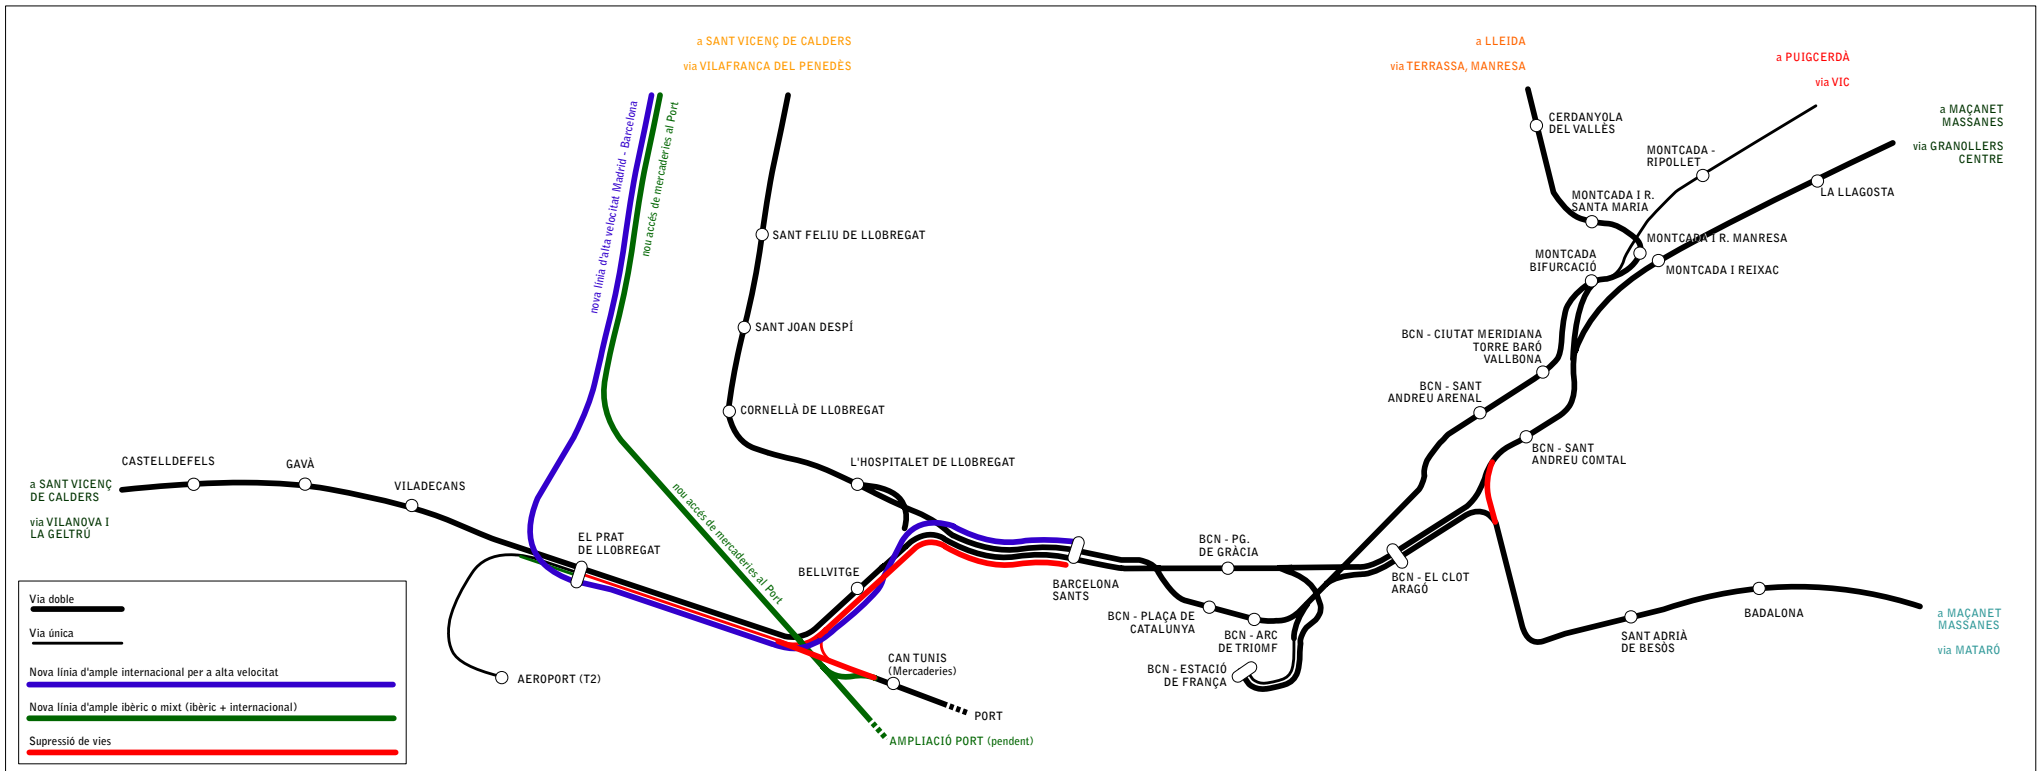 a SANT VICENÇ DE CALDERS
via VILAFRANCA DEL PENEDÈS
a LLEIDA
via TERRASSA, MANRESA
a PUIGCERDÀ
via VIC
a MAÇANET
MASSANES
via GRANOLLERS
CENTRE
nova línia d'alta velocitat Madrid - Barcelona
nou accés de mercaderies al Port
CERDANYOLA
DEL VALLÈS
MONTCADA -
RIPOLLET
LA LLAGOSTA
MONTCADA I R.
SANTA MARIA
MONTCADA I R. MANRESA
MONTCADA
BIFURCACIÓ
MONTCADA I REIXAC
SANT FELIU DE LLOBREGAT
SANT JOAN DESPÍ
BCN - CIUTAT MERIDIANA
TORRE BARÓ
VALLBONA
BCN - SANT
ANDREU ARENAL
CORNELLÀ DE LLOBREGAT
BCN - SANT
ANDREU COMTAL
CASTELLDEFELS
GAVÀ
VILADECANS
L'HOSPITALET DE LLOBREGAT
a SANT VICENÇ
DE CALDERS
via VILANOVA I
LA GELTRÚ
nou accés de mercaderies al Port
EL PRAT
DE LLOBREGAT
BELLVITGE
BARCELONA
SANTS
BCN - PG.
DE GRÀCIA
BCN - EL CLOT
ARAGÓ
BCN - PLAÇA DE
CATALUNYA
BCN - ARC
DE TRIOMF
BCN - ESTACIÓ
DE FRANÇA
SANT ADRIÀ
DE BESÒS
BADALONA
a MAÇANET
MASSANES
via MATARÓ
AEROPORT (T2)
CAN TUNIS
(Mercaderies)
PORT
AMPLIACIÓ PORT (pendent)
Via doble
Via única
Nova línia d'ample internacional per a alta velocitat
Nova línia d'ample ibèric o mixt (ibèric + internacional)
Supressió de vies